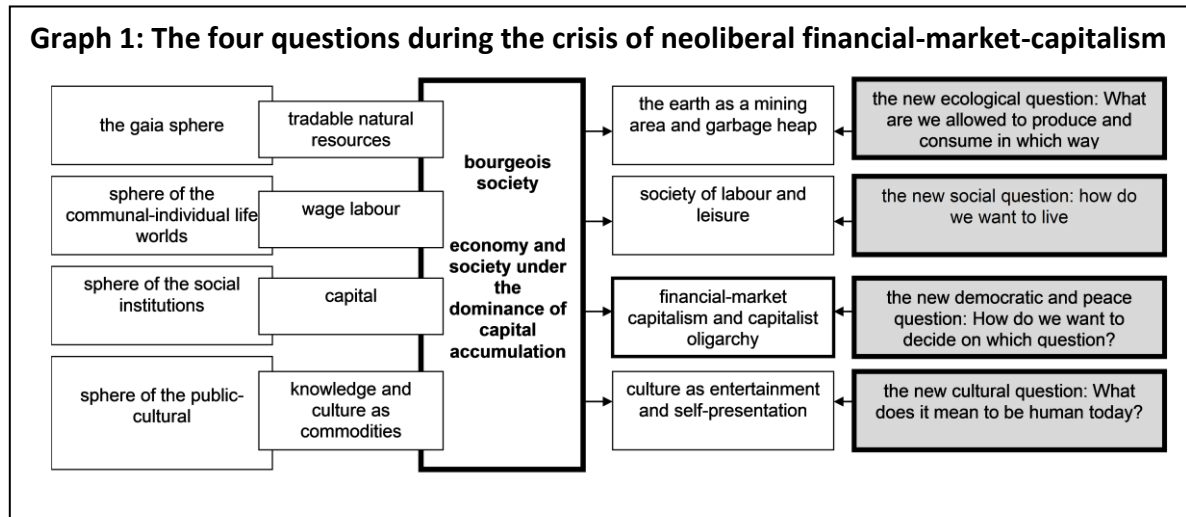 Graph 1: The four questions during the crisis of neoliberal financial-market-capitalism
the gaia sphere
tradable natural
resources
bourgeois
society
economy and
society under
the
dominance of
capital
accumulation
the earth as a mining
area and garbage heap
the new ecological question: What
are we allowed to produce and
consume in which way
sphere of the
communal-individual life
worlds
wage labour
society of labour and
leisure
the new social question: how do
we want to live
sphere of the social
institutions
capital
financial-market
capitalism and capitalist
oligarchy
the new democratic and peace
question: How do we want to
decide on which question?
sphere of the public-
cultural
knowledge and
culture as
commodities
culture as entertainment
and self-presentation
the new cultural question: What
does it mean to be human today?